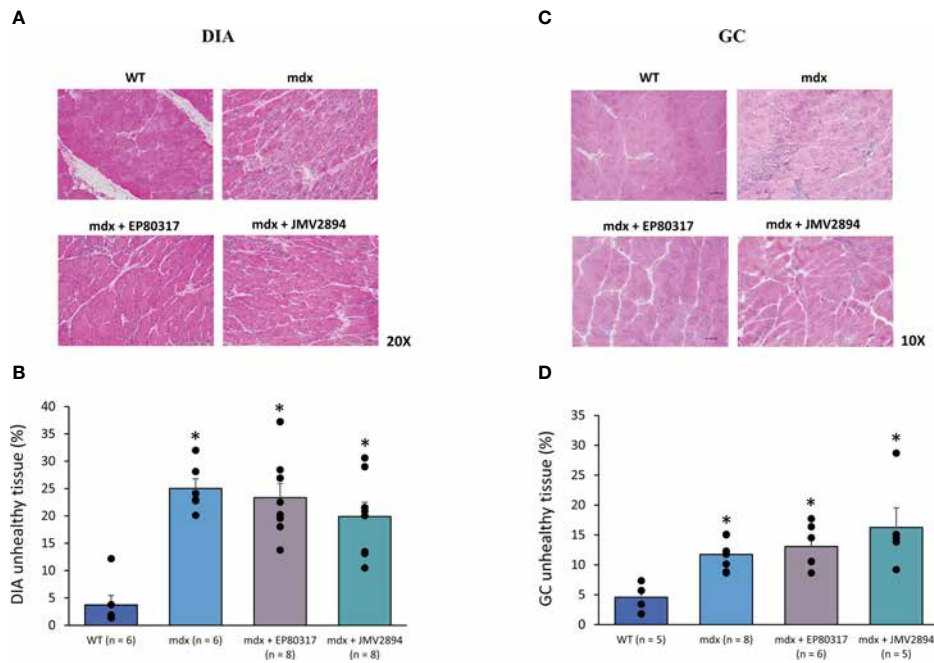 A
DIA
WT
mdx
mdx + EP80317
mdx + JMV2894
20X
B
DIA unhealthy tissue (%)
40
35
30
25
20
15
10
5
0
*
*
*
WT (n = 6)
mdx (n = 6)
mdx + EP80317
(n = 8)
mdx + JMV2894
(n = 8)
C
GC
WT
mdx
mdx + EP80317
mdx + JMV2894
10X
D
GC unhealthy tissue (%)
35
30
25
20
15
10
5
0
*
*
*
WT (n = 5)
mdx (n = 8)
mdx + EP80317
(n = 6)
mdx + JMV2894
(n = 5)